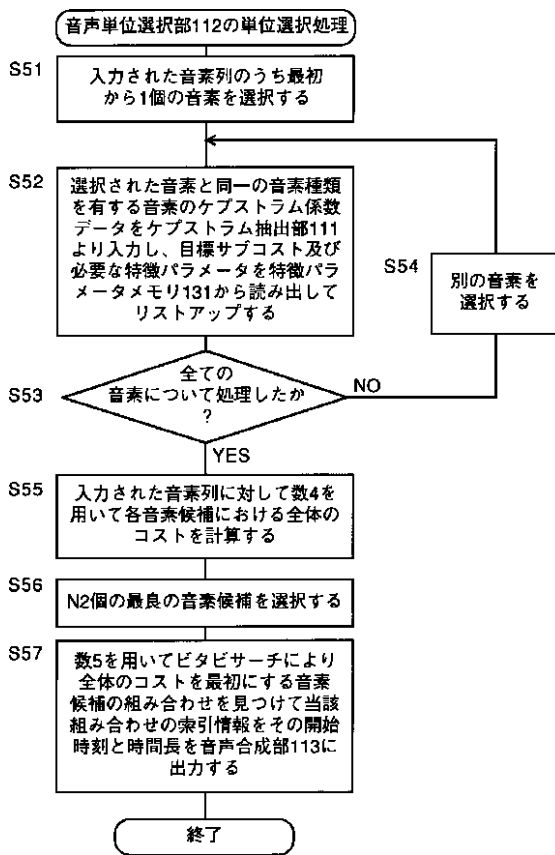 音声単位選択部112の単位選択処理
S51
入力された音素列のうち最初
から1個の音素を選択する
S52
選択された音素と同一の音素種類
を有する音素のケプストラム係数
データをケプストラム抽出部111
より入力し、目標サブコスト及び
必要な特徴パラメータを特徴パラ
メータメモリ131から読み出して
リストアップする
S54
別の音素を
選択する
S53
全ての
音素について処理したか
?
NO
YES
S55
入力された音素列に対して数4を
用いて各音素候補における全体の
コストを計算する
S56
N2個の最良の音素候補を選択する
S57
数5を用いてビタビサーチにより
全体のコストを最初にする音素
候補の組み合わせを見つけて当該
組み合わせの索引情報をその開始
時刻と時間長を音声合成部113に
出力する
終了